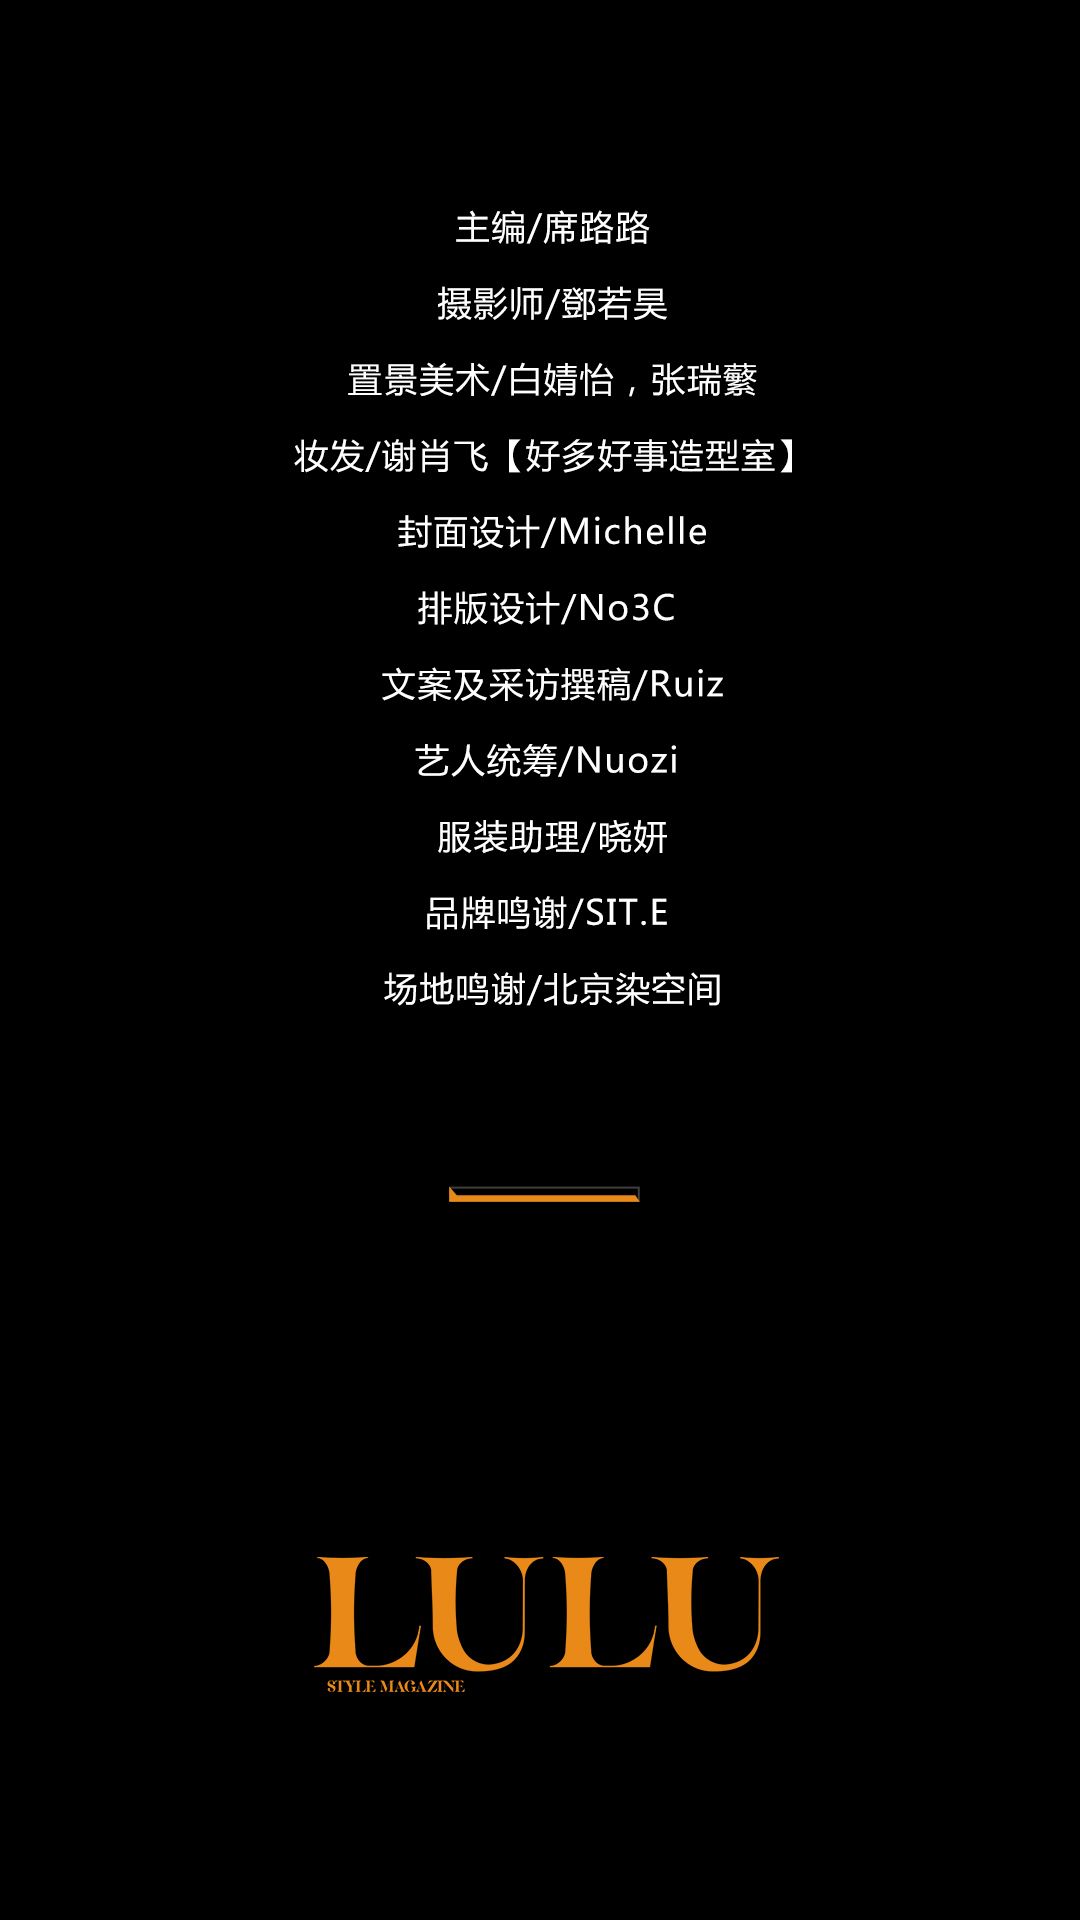 主编/席路路
摄影师/鄧若昊
置景美术/白婧怡，张瑞蘩
妆发/谢肖飞【好多好事造型室】
封面设计/Michelle
排版设计/No3C
文案及采访撰稿/Ruiz
艺人统筹/Nuozi
服装助理/晓妍
品牌鸣谢/SIT.E
场地鸣谢/北京染空间
LULU
STYLE MAGAZINE